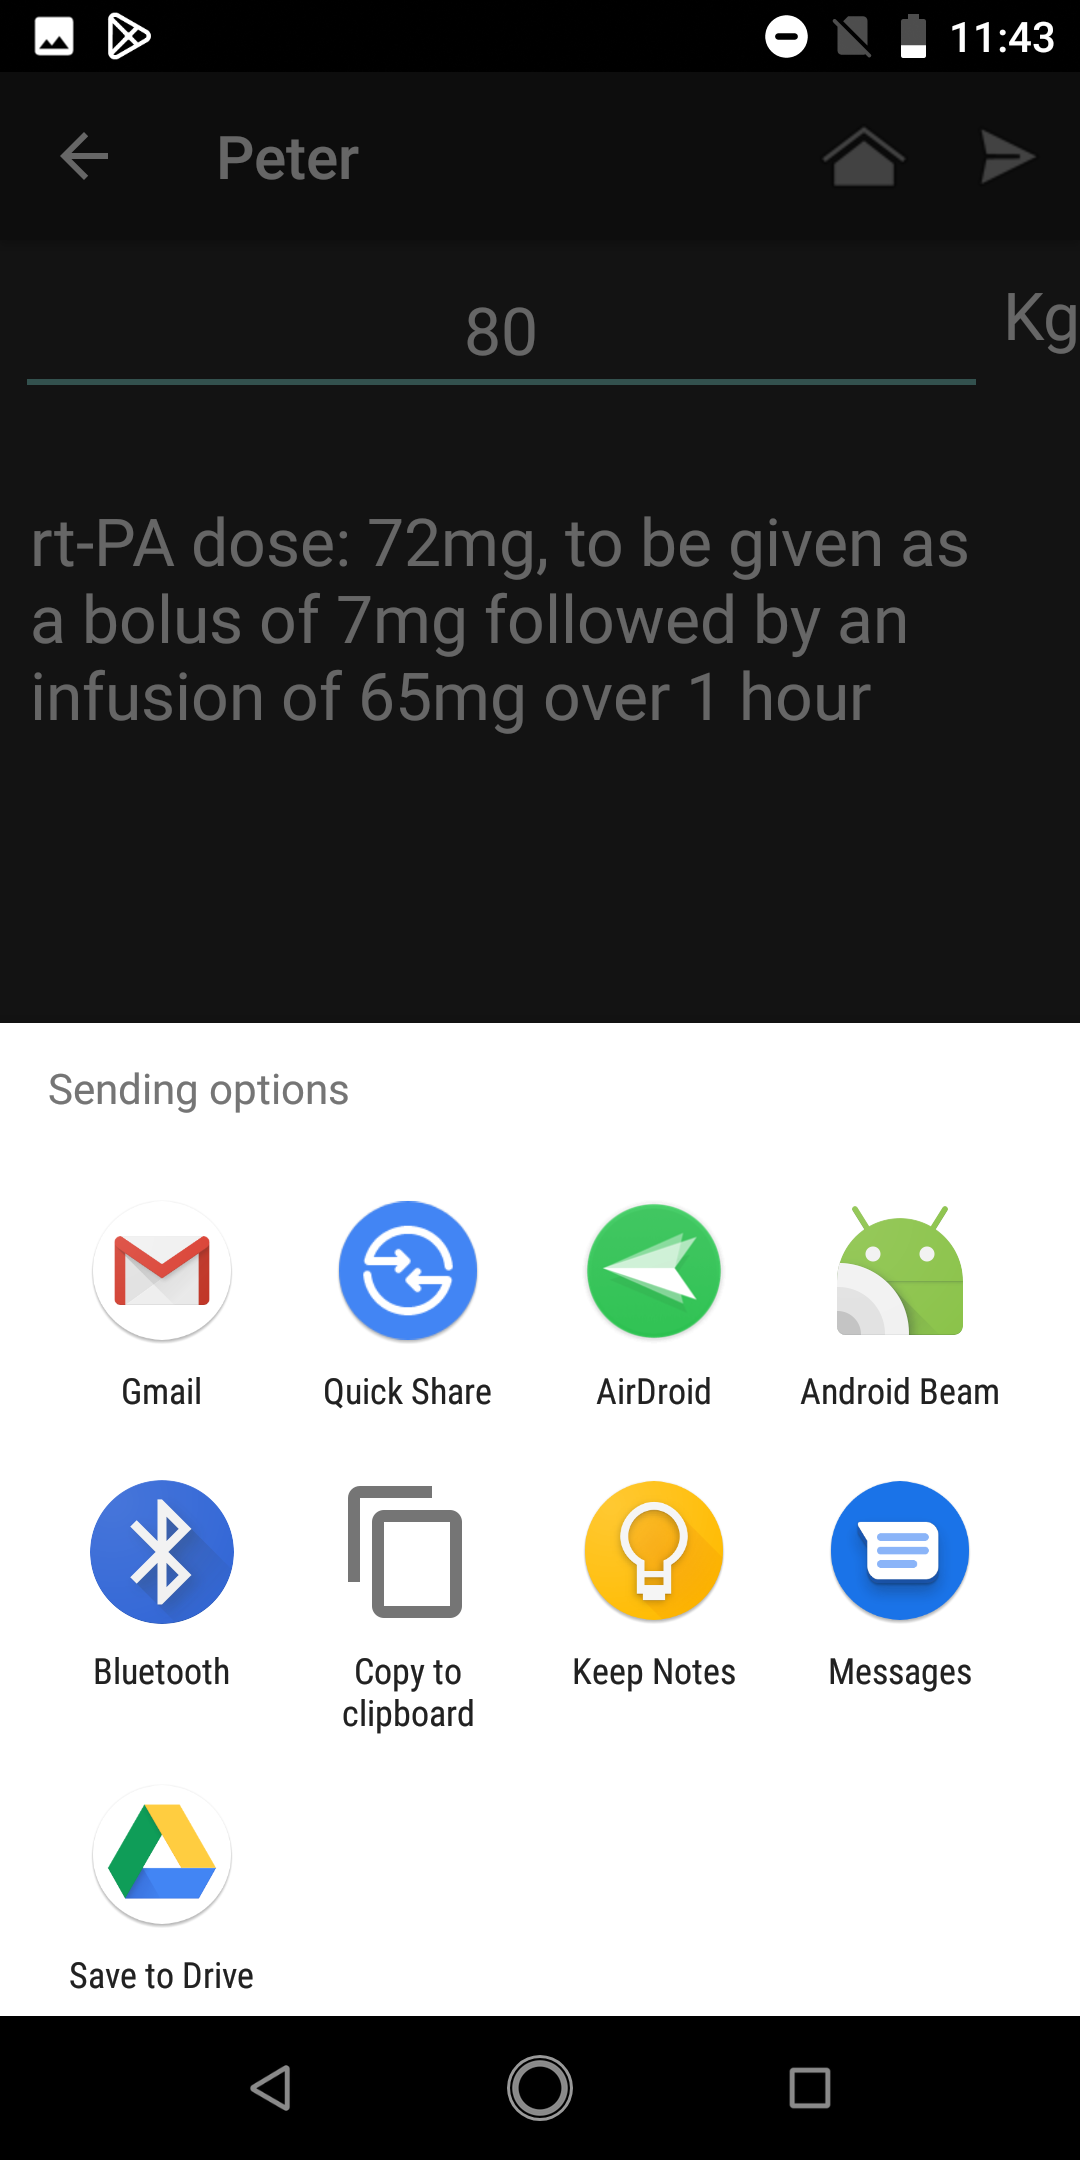 11:43
Peter
80
Kg
rt-PA dose: 72mg, to be given as
a bolus of 7mg followed by an
infusion of 65mg over 1 hour
Sending options
Gmail
Quick Share
AirDroid
Android Beam
Bluetooth
Copy to
clipboard
Keep Notes
Messages
Save to Drive